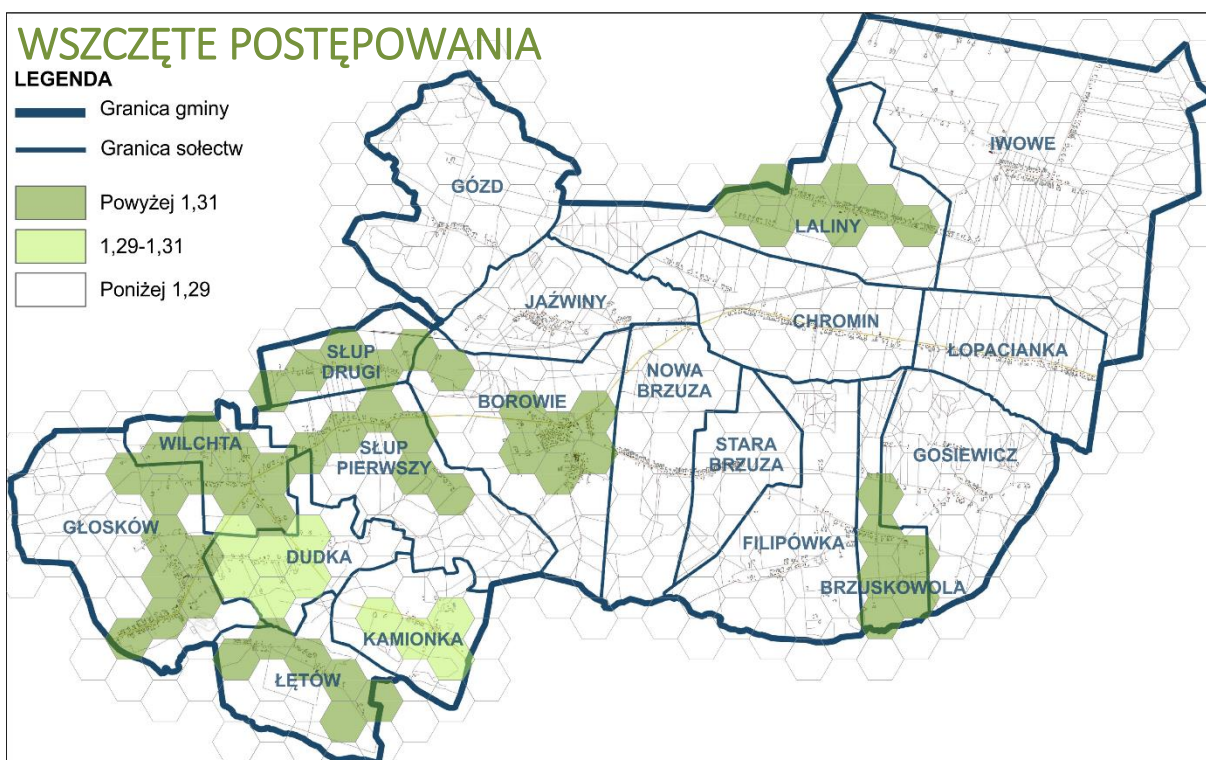 WSZCZĘTE POSTĘPOWANIA
LEGENDA
Granica gminy
Granica sołectw
Powyżej 1,31
1,29-1,31
Poniżej 1,29
IWOWE
GÓZD
LALINY
JAŹWINY
CHROMIN
ŁOPACIANKA
SŁUP
DRUGI
NOWA
BRZUZA
BOROWIE
WILCHTA
SŁUP
PIERWSZY
STARA
BRZUZA
GOSIEWICZ
GŁOSKÓW
DUDKA
FILIPÓWKA
BRZUSKOWOLA
KAMIONKA
ŁĘTÓW